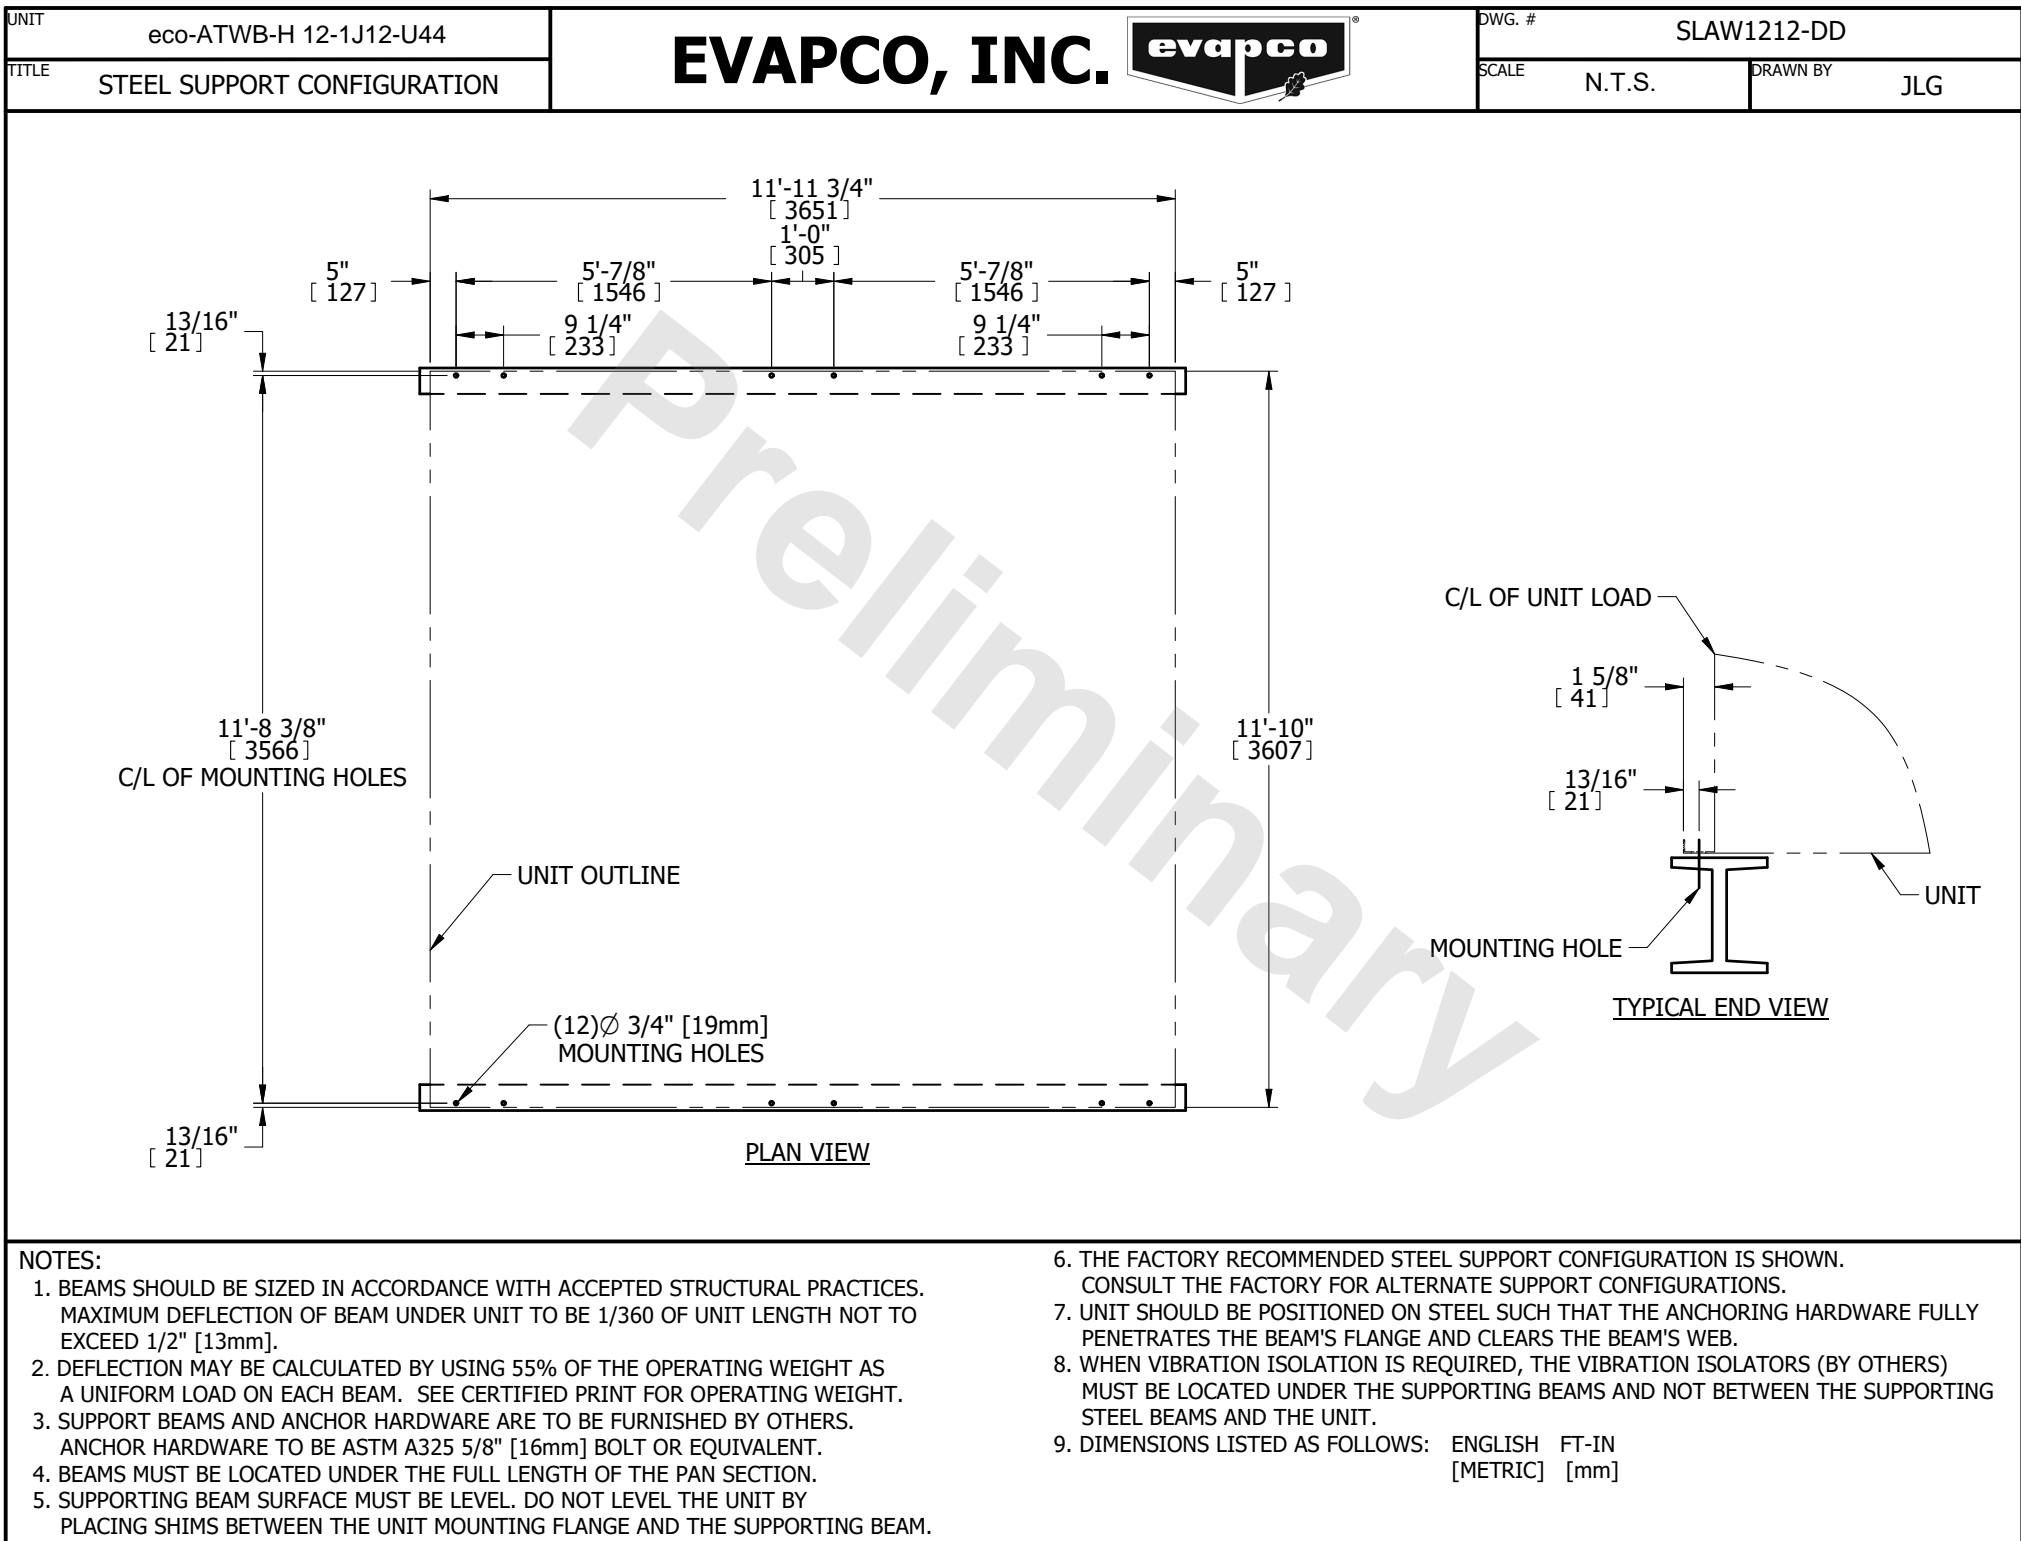 UNIT
eco-ATWB-H 12-1J12-U44
TITLE
STEEL SUPPORT CONFIGURATION
EVAPCO, INC.
evapco®
DWG. #
SLAW1212-DD
SCALE
N.T.S.
DRAWN BY
JLG
11'-11 3/4"
[ 3651]
1'-0"
[ 305 ]
5"
[ 127]
5'-7/8"
[ 1546 ]
5'-7/8"
[ 1546 ]
5"
[ 127 ]
13/16"
[ 21]
9 1/4"
[ 233]
9 1/4"
[ 233 ]
Preliminary
11'-8 3/8"
[ 3566]
C/L OF MOUNTING HOLES
11'-10"
[ 3607]
UNIT OUTLINE
(12)∅ 3/4" [19mm]
MOUNTING HOLES
13/16"
[ 21]
PLAN VIEW
C/L OF UNIT LOAD
1 5/8"
[ 41]
13/16"
[ 21]
UNIT
MOUNTING HOLE
TYPICAL END VIEW
NOTES:
1. BEAMS SHOULD BE SIZED IN ACCORDANCE WITH ACCEPTED STRUCTURAL PRACTICES.
MAXIMUM DEFLECTION OF BEAM UNDER UNIT TO BE 1/360 OF UNIT LENGTH NOT TO
EXCEED 1/2" [13mm].
2. DEFLECTION MAY BE CALCULATED BY USING 55% OF THE OPERATING WEIGHT AS
A UNIFORM LOAD ON EACH BEAM. SEE CERTIFIED PRINT FOR OPERATING WEIGHT.
3. SUPPORT BEAMS AND ANCHOR HARDWARE ARE TO BE FURNISHED BY OTHERS.
ANCHOR HARDWARE TO BE ASTM A325 5/8" [16mm] BOLT OR EQUIVALENT.
4. BEAMS MUST BE LOCATED UNDER THE FULL LENGTH OF THE PAN SECTION.
5. SUPPORTING BEAM SURFACE MUST BE LEVEL. DO NOT LEVEL THE UNIT BY
PLACING SHIMS BETWEEN THE UNIT MOUNTING FLANGE AND THE SUPPORTING BEAM.
6. THE FACTORY RECOMMENDED STEEL SUPPORT CONFIGURATION IS SHOWN.
CONSULT THE FACTORY FOR ALTERNATE SUPPORT CONFIGURATIONS.
7. UNIT SHOULD BE POSITIONED ON STEEL SUCH THAT THE ANCHORING HARDWARE FULLY
PENETRATES THE BEAM'S FLANGE AND CLEARS THE BEAM'S WEB.
8. WHEN VIBRATION ISOLATION IS REQUIRED, THE VIBRATION ISOLATORS (BY OTHERS)
MUST BE LOCATED UNDER THE SUPPORTING BEAMS AND NOT BETWEEN THE SUPPORTING
STEEL BEAMS AND THE UNIT.
9. DIMENSIONS LISTED AS FOLLOWS: ENGLISH FT-IN
[METRIC] [mm]